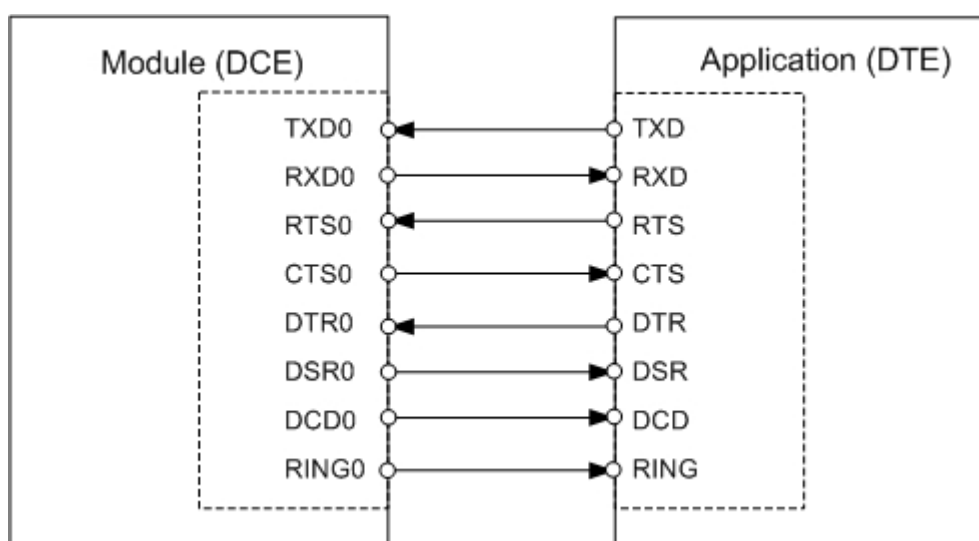 Module (DCE)
Application (DTE)
TXD0
TXD
RXD0
RXD
RTS0
RTS
CTS0
CTS
DTR0
DTR
DSR0
DSR
DCD0
DCD
RING0
RING